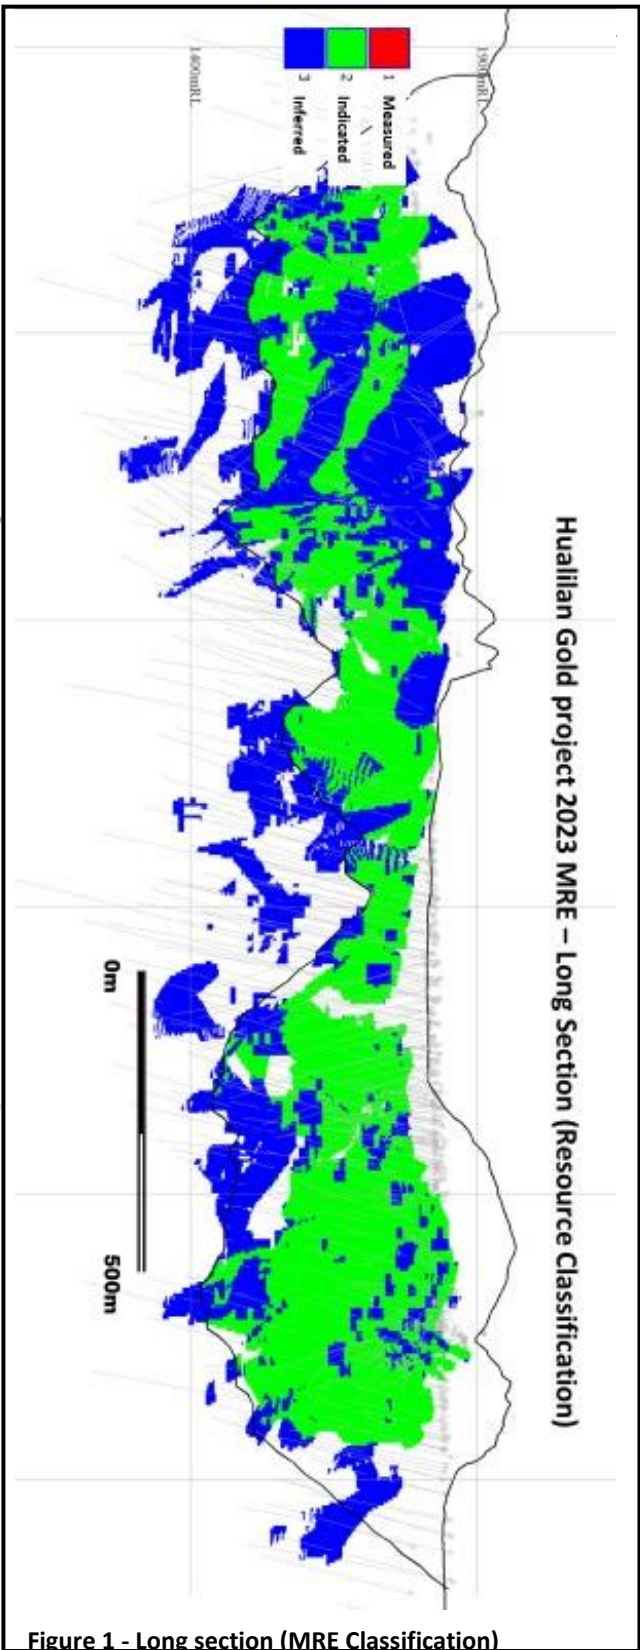 Hualilan Gold project 2023 MRE – Long Section (Resource Classification)
1900mRL
1400mRL
1 Measured
2 Indicated
3 Inferred
0m
500m
Figure 1 - Long section (MRE Classification)